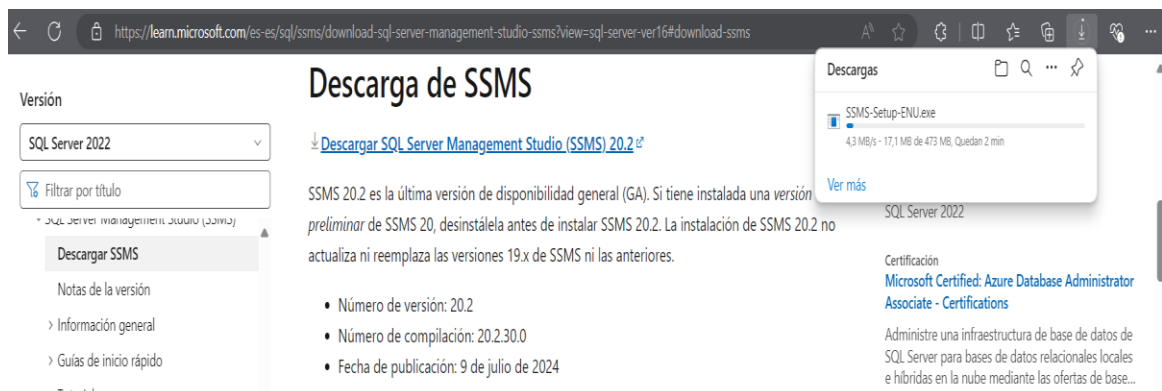 https://learn.microsoft.com/es-es/sql/ssms/download-sql-server-management-studio-ssms?view=sql-server-ver16#download-ssms
Descargas
SSMS-Setup-ENU.exe
4,3 MB/s - 17,1 MB de 473 MB, Quedan 2 min
Ver más
Versión
SQL Server 2022
Filtrar por título
SQL Server Management Studio (SSMS)
Descargar SSMS
Notas de la versión
Información general
Guías de inicio rápido
Descarga de SSMS
Descargar SQL Server Management Studio (SSMS) 20.2
SSMS 20.2 es la última versión de disponibilidad general (GA). Si tiene instalada una versión
preliminar de SSMS 20, desinstálela antes de instalar SSMS 20.2. La instalación de SSMS 20.2 no
actualiza ni reemplaza las versiones 19.x de SSMS ni las anteriores.
• Número de versión: 20.2
• Número de compilación: 20.2.30.0
• Fecha de publicación: 9 de julio de 2024
SQL Server 2022
Certificación
Microsoft Certified: Azure Database Administrator
Associate - Certifications
Administre una infraestructura de base de datos de
SQL Server para bases de datos relacionales locales
e híbridas en la nube mediante las ofertas de base...